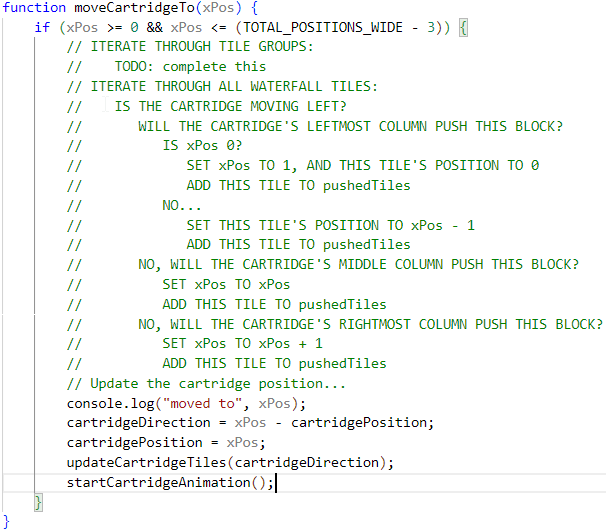 function moveCartridgeTo(xPos) {
    if (xPos >= 0 && xPos <= (TOTAL_POSITIONS_WIDE - 3)) {
        // ITERATE THROUGH TILE GROUPS:
        //    TODO: complete this
        // ITERATE THROUGH ALL WATERFALL TILES:
        //    IS THE CARTRIDGE MOVING LEFT?
        //       WILL THE CARTRIDGE'S LEFTMOST COLUMN PUSH THIS BLOCK?
        //          IS xPos 0?
        //             SET xPos TO 1, AND THIS TILE'S POSITION TO 0
        //             ADD THIS TILE TO pushedTiles
        //          NO...
        //             SET THIS TILE'S POSITION TO xPos - 1
        //             ADD THIS TILE TO pushedTiles
        //       NO, WILL THE CARTRIDGE'S MIDDLE COLUMN PUSH THIS BLOCK?
        //          SET xPos TO xPos
        //          ADD THIS TILE TO pushedTiles
        //       NO, WILL THE CARTRIDGE'S RIGHTMOST COLUMN PUSH THIS BLOCK?
        //          SET xPos TO xPos + 1
        //          ADD THIS TILE TO pushedTiles
        // Update the cartridge position...
        console.log("moved to", xPos);
        cartridgeDirection = xPos - cartridgePosition;
        cartridgePosition = xPos;
        updateCartridgeTiles(cartridgeDirection);
        startCartridgeAnimation();
    }
}